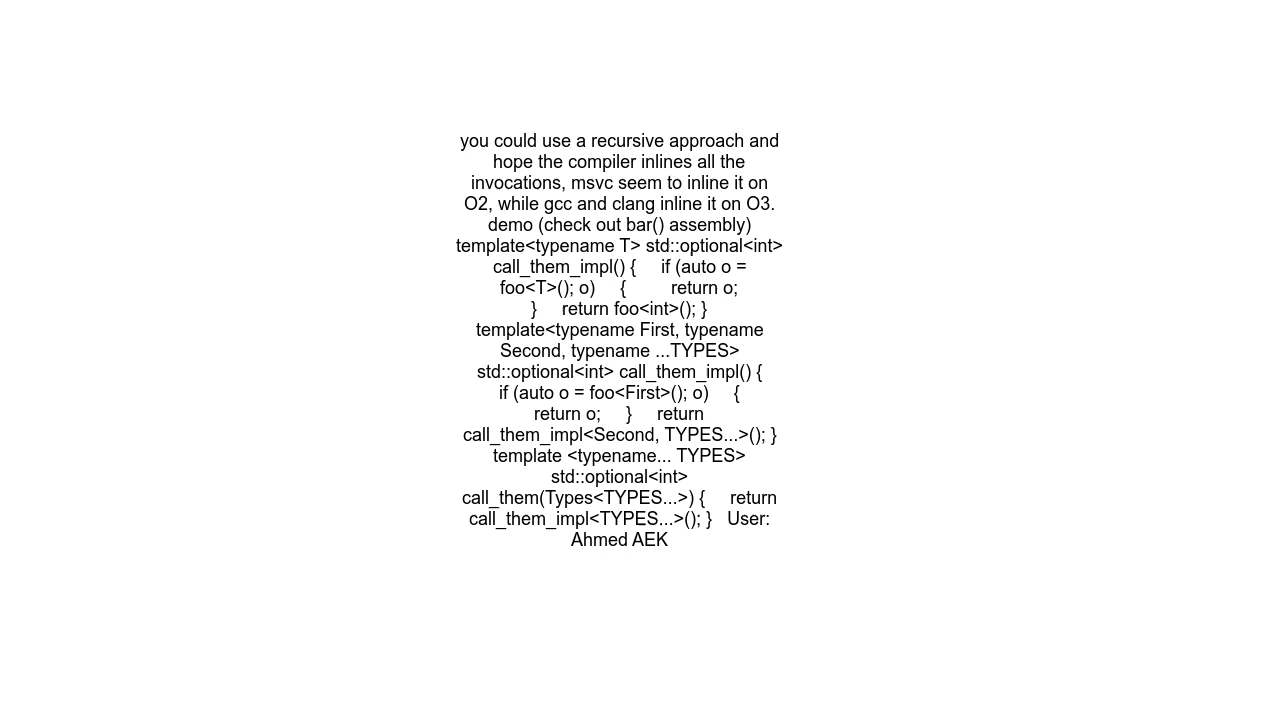 you could use a recursive approach and
hope the compiler inlines all the
invocations, msvc seem to inline it on
O2, while gcc and clang inline it on O3.
demo (check out bar() assembly)
template<typename T> std::optional<int>
call_them_impl() {     if (auto o =
foo<T>(); o)     {         return o;
}     return foo<int>(); }
template<typename First, typename
Second, typename ...TYPES>
std::optional<int> call_them_impl() {
if (auto o = foo<First>(); o)     {
return o;     }     return
call_them_impl<Second, TYPES...>(); }
template <typename... TYPES>
std::optional<int>
call_them(Types<TYPES...>) {     return
call_them_impl<TYPES...>(); }   User:
Ahmed AEK